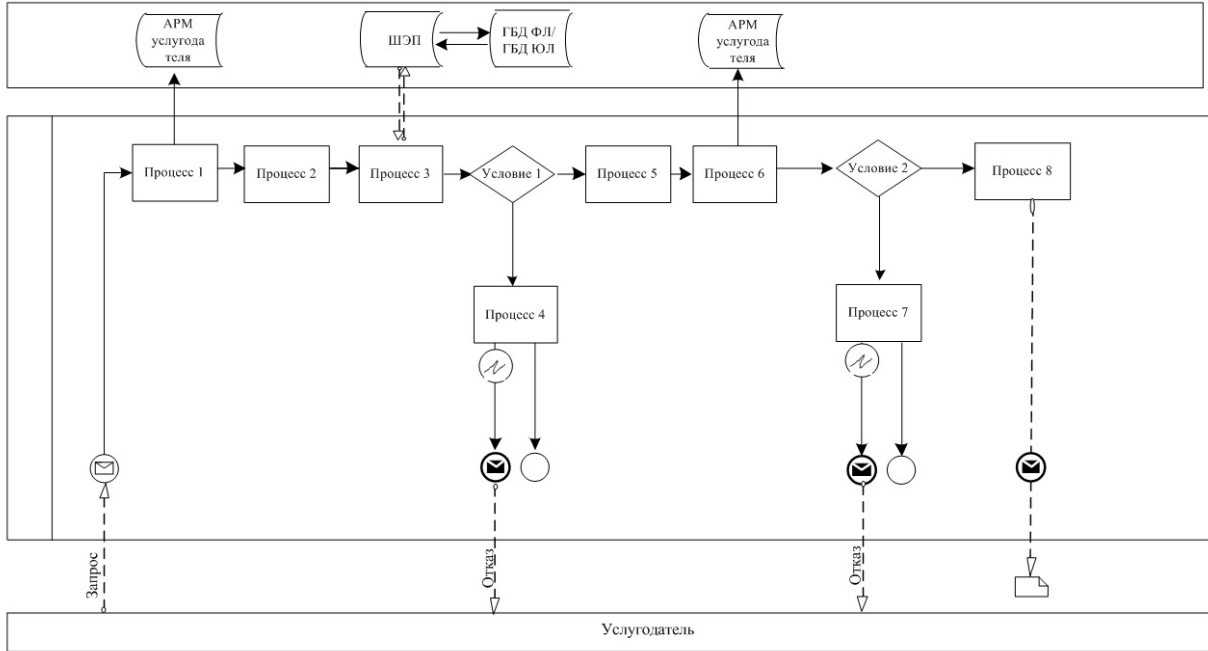 АРМ
услугода
теля
ШЭП
ГБД ФЛ/
ГБД ЮЛ
АРМ
услугода
теля
Процесс 1
Процесс 2
Процесс 3
Условие 1
Процесс 5
Процесс 6
Условие 2
Процесс 8
Процесс 4
Процесс 7
Запрос
Отказ
Отказ
Услугодатель